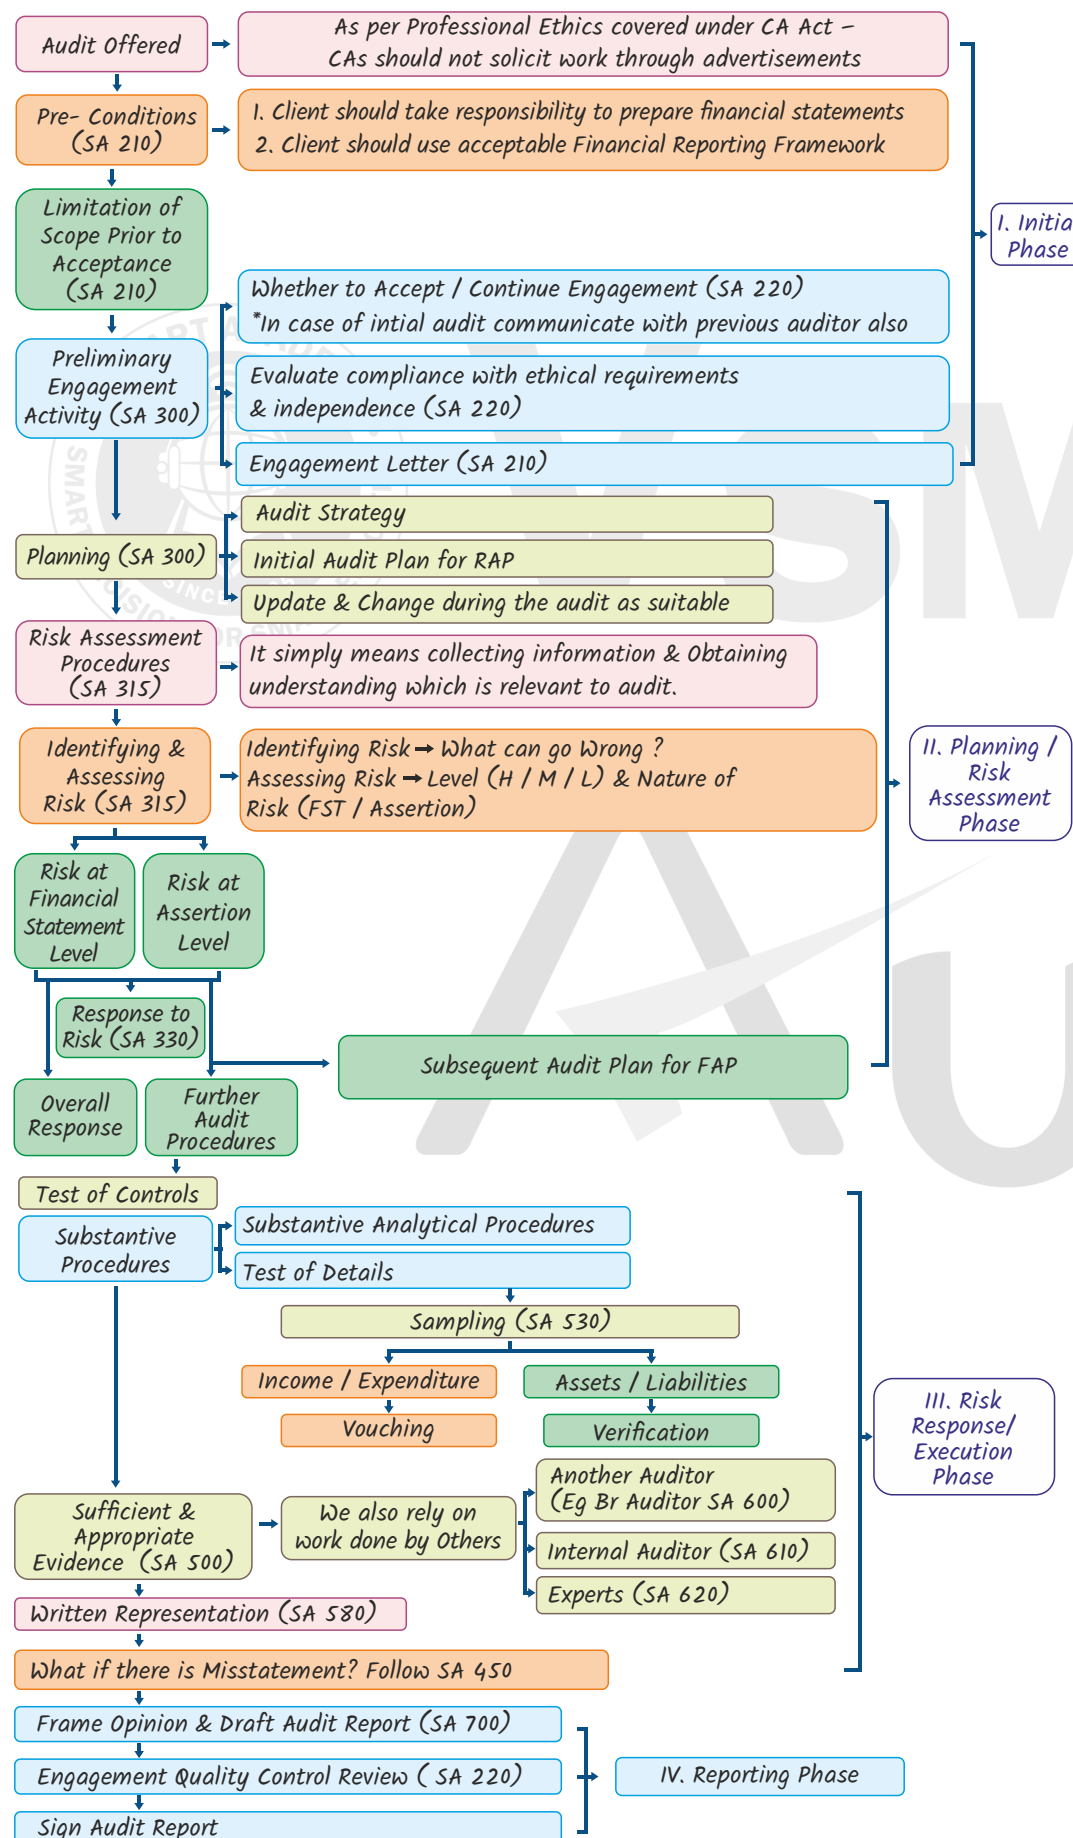 Audit Offered
As per Professional Ethics covered under CA Act –
CAs should not solicit work through advertisements
Pre- Conditions
(SA 210)
1. Client should take responsibility to prepare financial statements
2. Client should use acceptable Financial Reporting Framework
Limitation of
Scope Prior to
Acceptance
(SA 210)
I. Initia
Phase
Preliminary
Engagement
Activity (SA 300)
Whether to Accept / Continue Engagement (SA 220)
*In case of intial audit communicate with previous auditor also
Evaluate compliance with ethical requirements
& independence (SA 220)
Engagement Letter (SA 210)
Planning (SA 300)
Audit Strategy
Initial Audit Plan for RAP
Update & Change during the audit as suitable
Risk Assessment
Procedures
(SA 315)
It simply means collecting information & Obtaining
understanding which is relevant to audit.
Identifying &
Assessing
Risk (SA 315)
Identifying Risk → What can go Wrong ?
Assessing Risk → Level (H / M / L) & Nature of
Risk (FST / Assertion)
II. Planning /
Risk
Assessment
Phase
Risk at
Financial
Statement
Level
Risk at
Assertion
Level
Response to
Risk (SA 330)
Subsequent Audit Plan for FAP
Overall
Response
Further
Audit
Procedures
Test of Controls
Substantive
Procedures
Substantive Analytical Procedures
Test of Details
Sampling (SA 530)
Income / Expenditure
Assets / Liabilities
Vouching
Verification
III. Risk
Response/
Execution
Phase
Sufficient &
Appropriate
Evidence (SA 500)
We also rely on
work done by Others
Another Auditor
(Eg Br Auditor SA 600)
Internal Auditor (SA 610)
Experts (SA 620)
Written Representation (SA 580)
What if there is Misstatement? Follow SA 450
Frame Opinion & Draft Audit Report (SA 700)
Engagement Quality Control Review ( SA 220)
IV. Reporting Phase
Sign Audit Report
VSM
Au